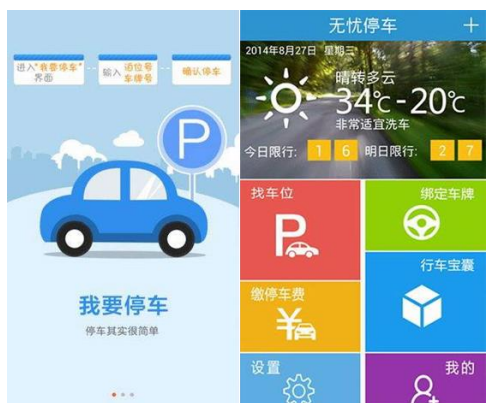 进入"我要停车"
界面
输入
泊位号
车牌号
确认停车
P
我要停车
停车其实很简单
无忧停车
2014年8月27日 星期三
晴转多云
34℃-20℃
非常适宜洗车
今日限行: 1 6 明日限行: 2 7
找车位
P
绑定车牌
行车宝囊
缴停车费
¥
设置
我的